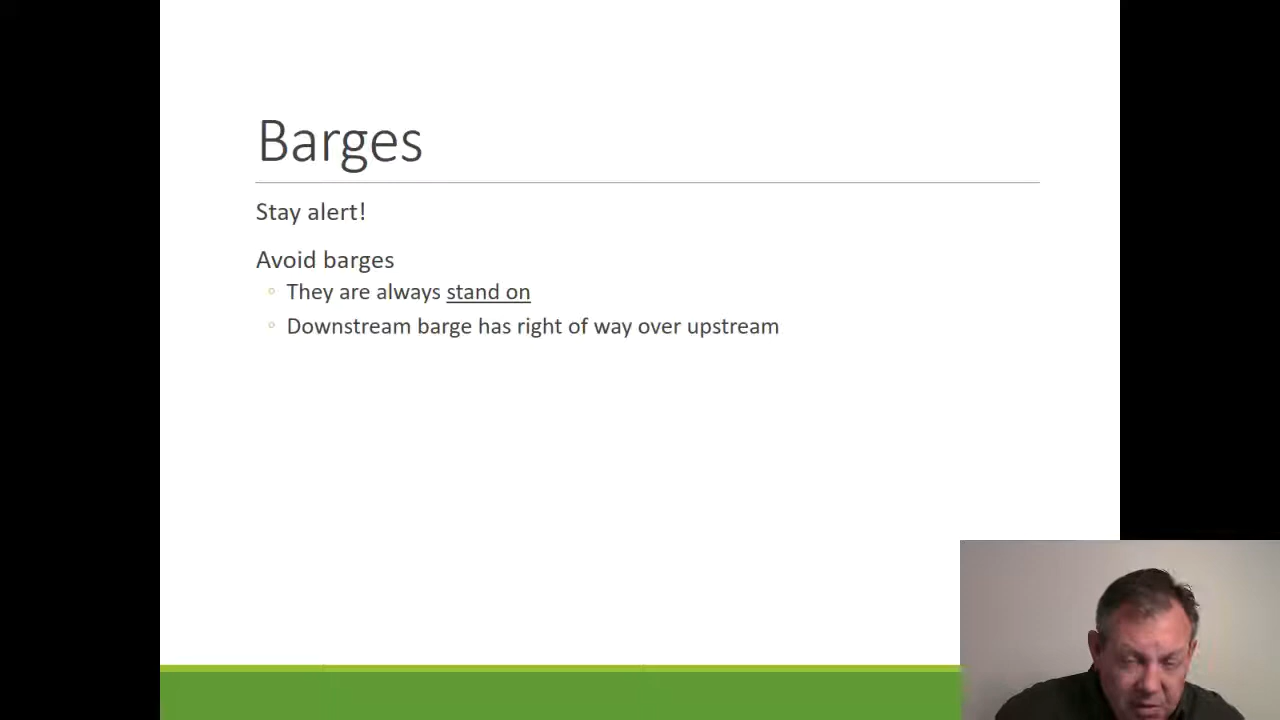 Barges
Stay alert!
Avoid barges
They are always stand on
Downstream barge has right of way over upstream